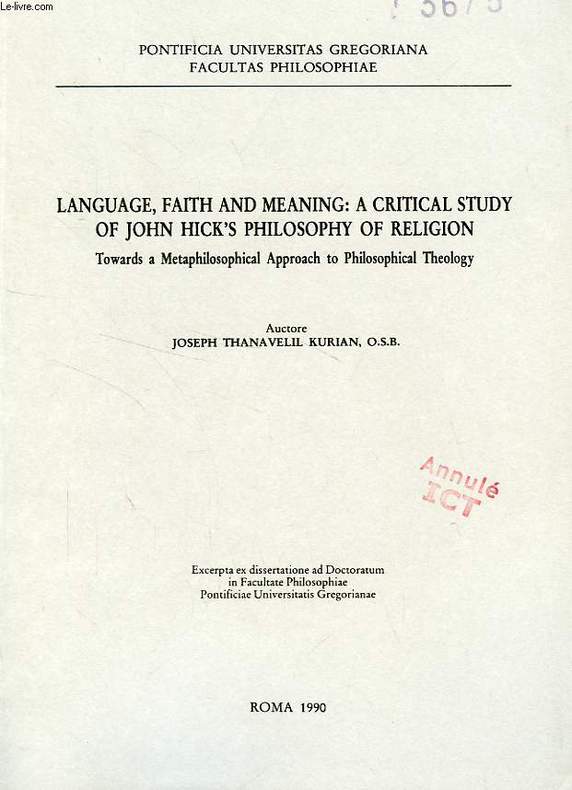 Le-livre.com
PONTIFICIA UNIVERSITAS GREGORIANA
FACULTAS PHILOSOPHIAE
LANGUAGE, FAITH AND MEANING: A CRITICAL STUDY
OF JOHN HICK'S PHILOSOPHY OF RELIGION
Towards a Metaphilosophical Approach to Philosophical Theology
Auctore
JOSEPH THANAVELIL KURIAN, O.S.B.
Annulé
ICT
Excerpta ex dissertatione ad Doctoratum
in Facultate Philosophiae
Pontificiae Universitatis Gregorianae
ROMA 1990